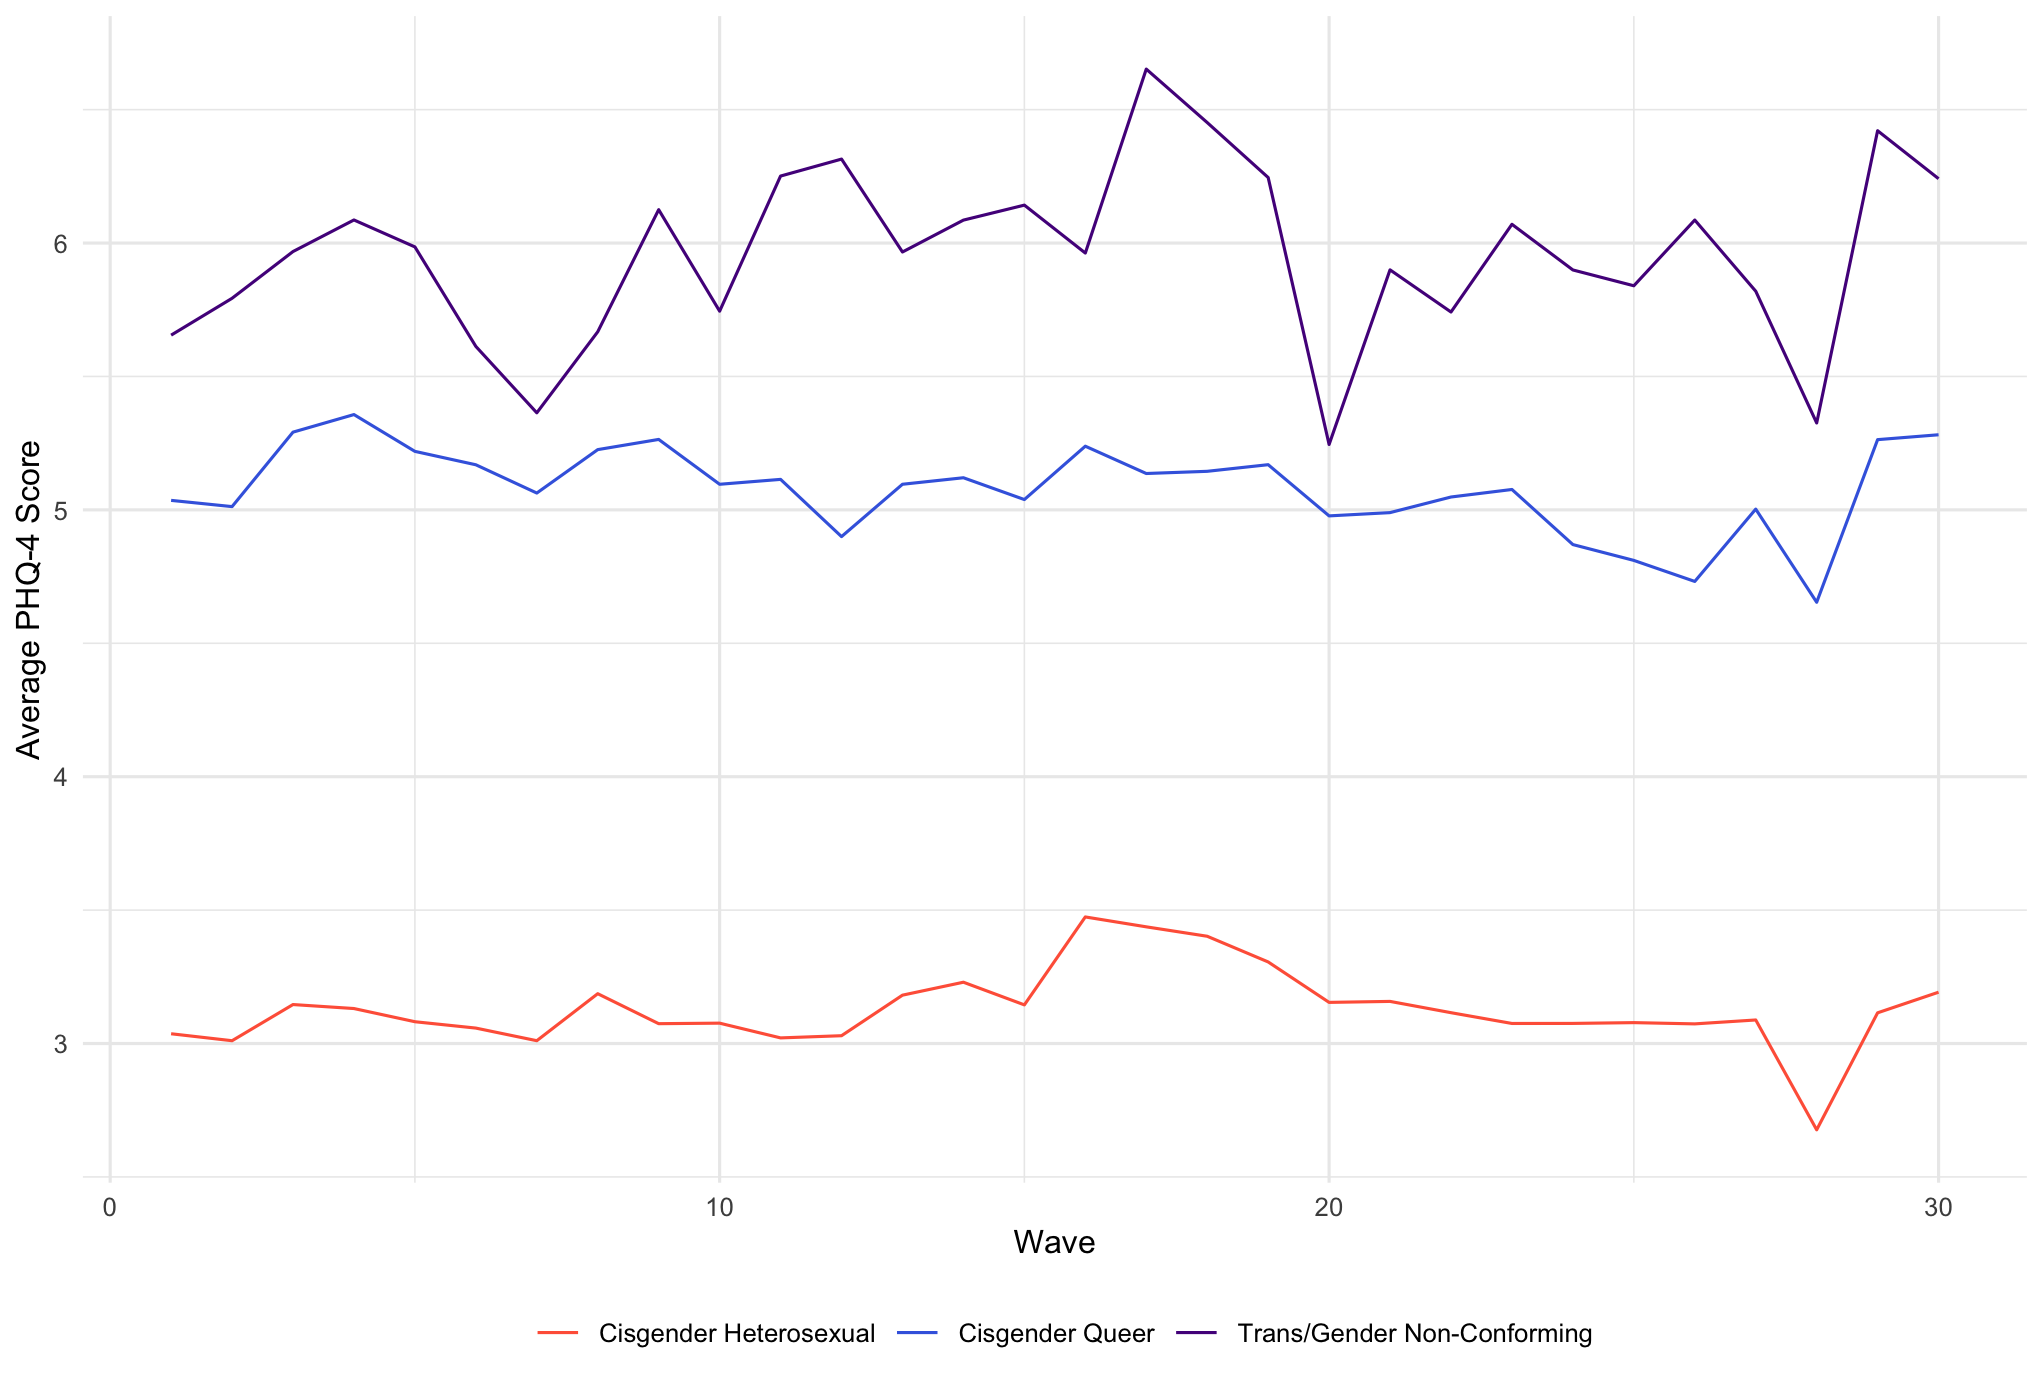 Average PHQ-4 Score
6
5
4
3
0 10 20 30
Wave
Cisgender Heterosexual Cisgender Queer Trans/Gender Non-Conforming